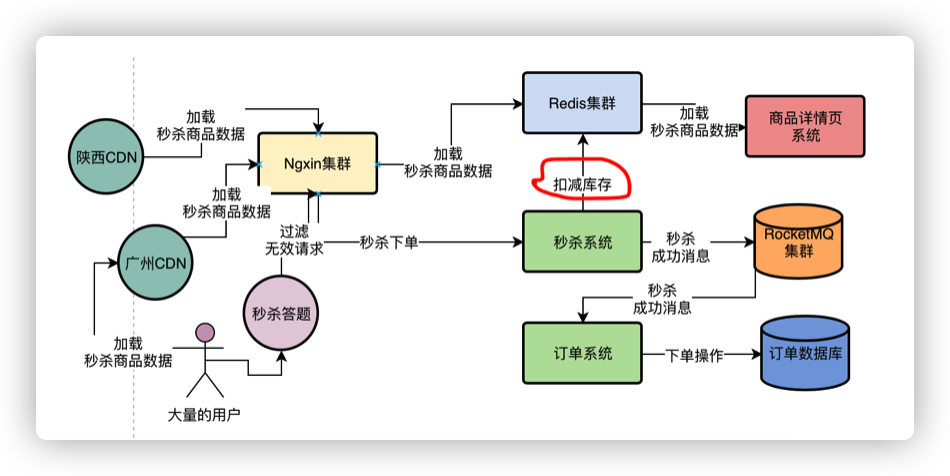 陕西CDN
加载
秒杀商品数据
Ngxin集群
加载
秒杀商品数据
Redis集群
加载
秒杀商品数据
商品详情页
系统
广州CDN
加载
秒杀商品数据
扣减库存
过滤
无效请求
秒杀下单
秒杀系统
秒杀
成功消息
RocketMQ
集群
秒杀答题
秒杀
成功消息
加载
秒杀商品数据
大量的用户
订单系统
下单操作
订单数据库